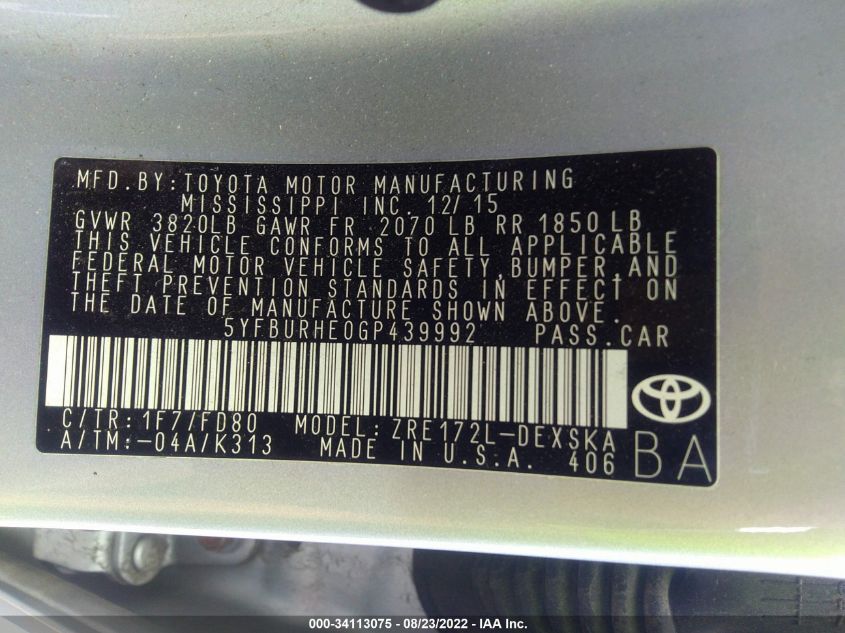 MFD. BY: TOYOTA MOTOR MANUFACTURING
MISSISSIPPI INC 12/15
GVWR 3820LB GAWR FR 2070 LB RR 1850 LB
THIS VEHICLE CONFORMS TO ALL APPLICABLE
FEDERAL MOTOR VEHICLE SAFETY, BUMPER, AND
THEFT PREVENTION STANDARDS IN EFFECT ON
THE DATE OF MANUFACTURE SHOWN ABOVE.
5YFBURHE0GP439992 PASS. CAR
C/TR: 1F7/FD80 MODEL: ZRE172L-DEXSKA
A/TM: -04A/K313 MADE IN U.S.A. 406 BA
000-34113075 - 08/23/2022 - IAA Inc.